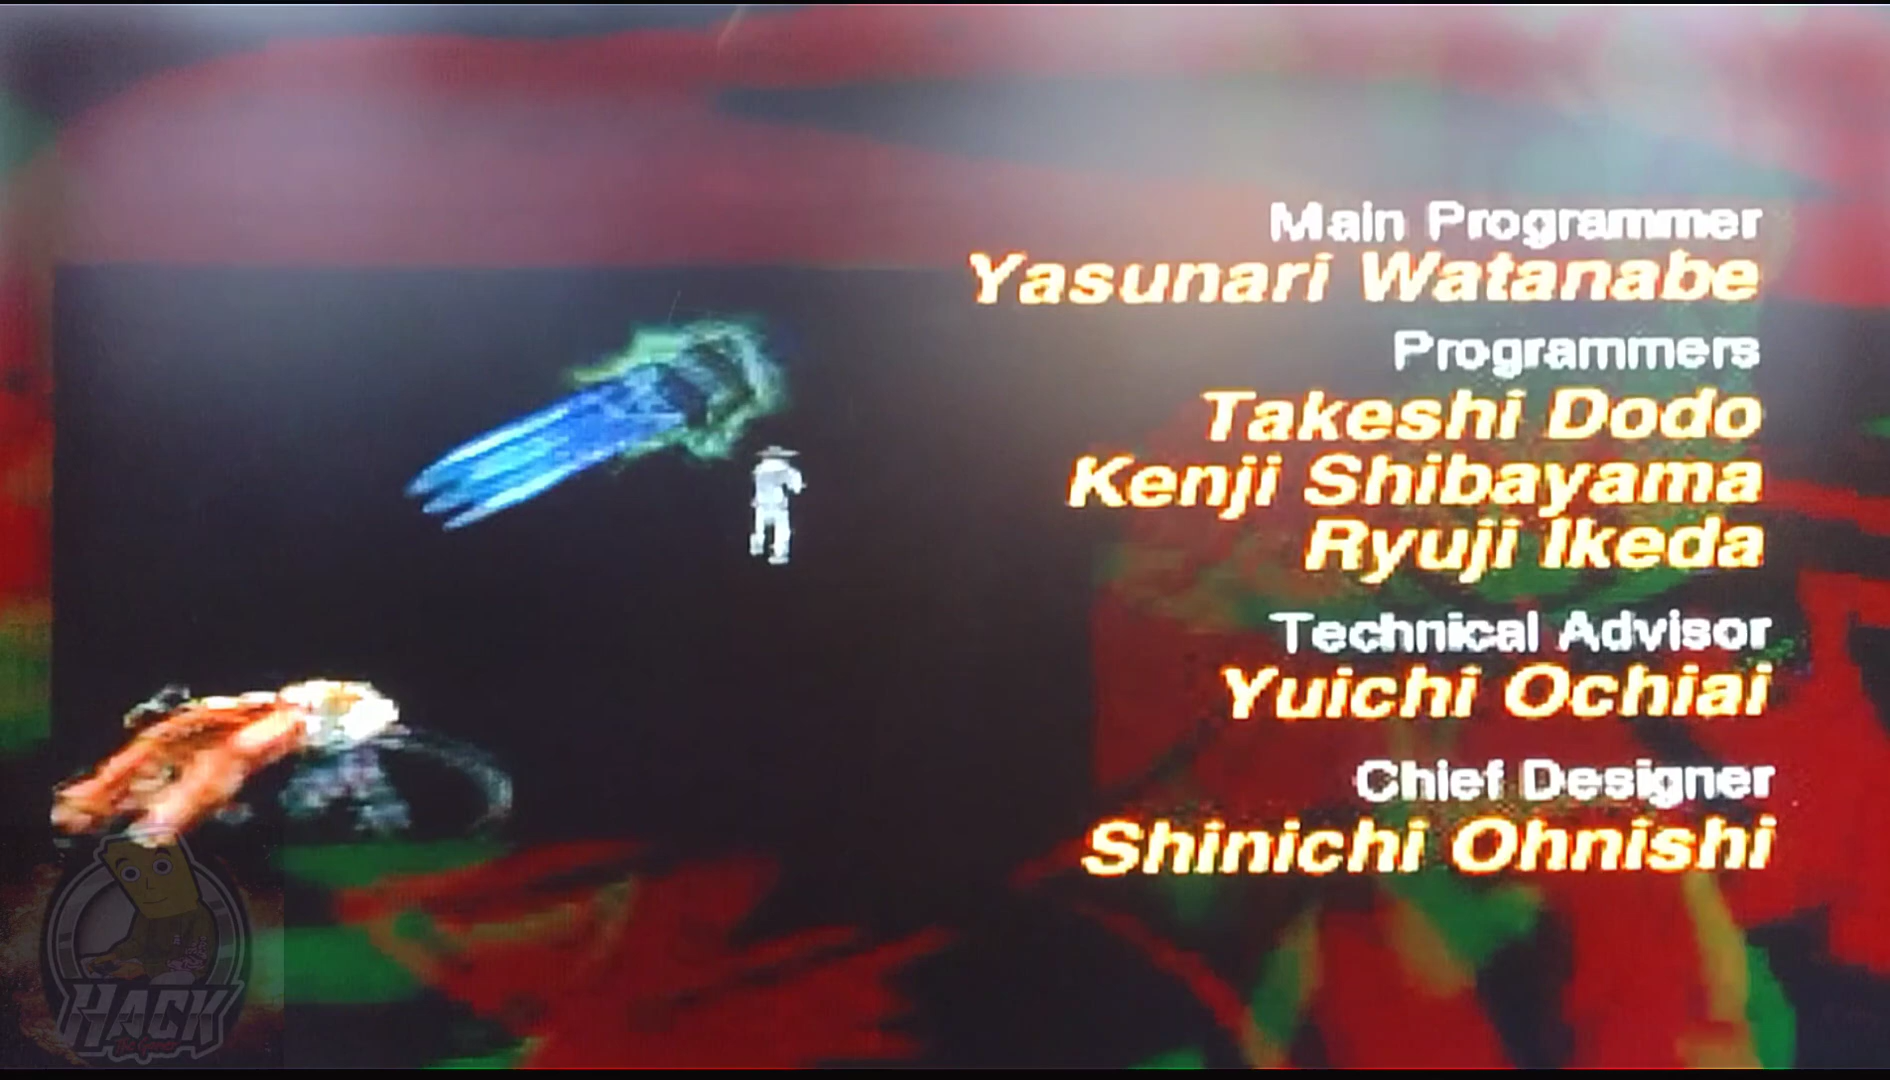 Main Programmer
Yasunari Watanabe
Programmers
Takeshi Dodo
Kenji Shibayama
Ryuji Ikeda
Technical Advisor
Yuichi Ochiai
Chief Designer
Shinichi Ohnishi
HACK